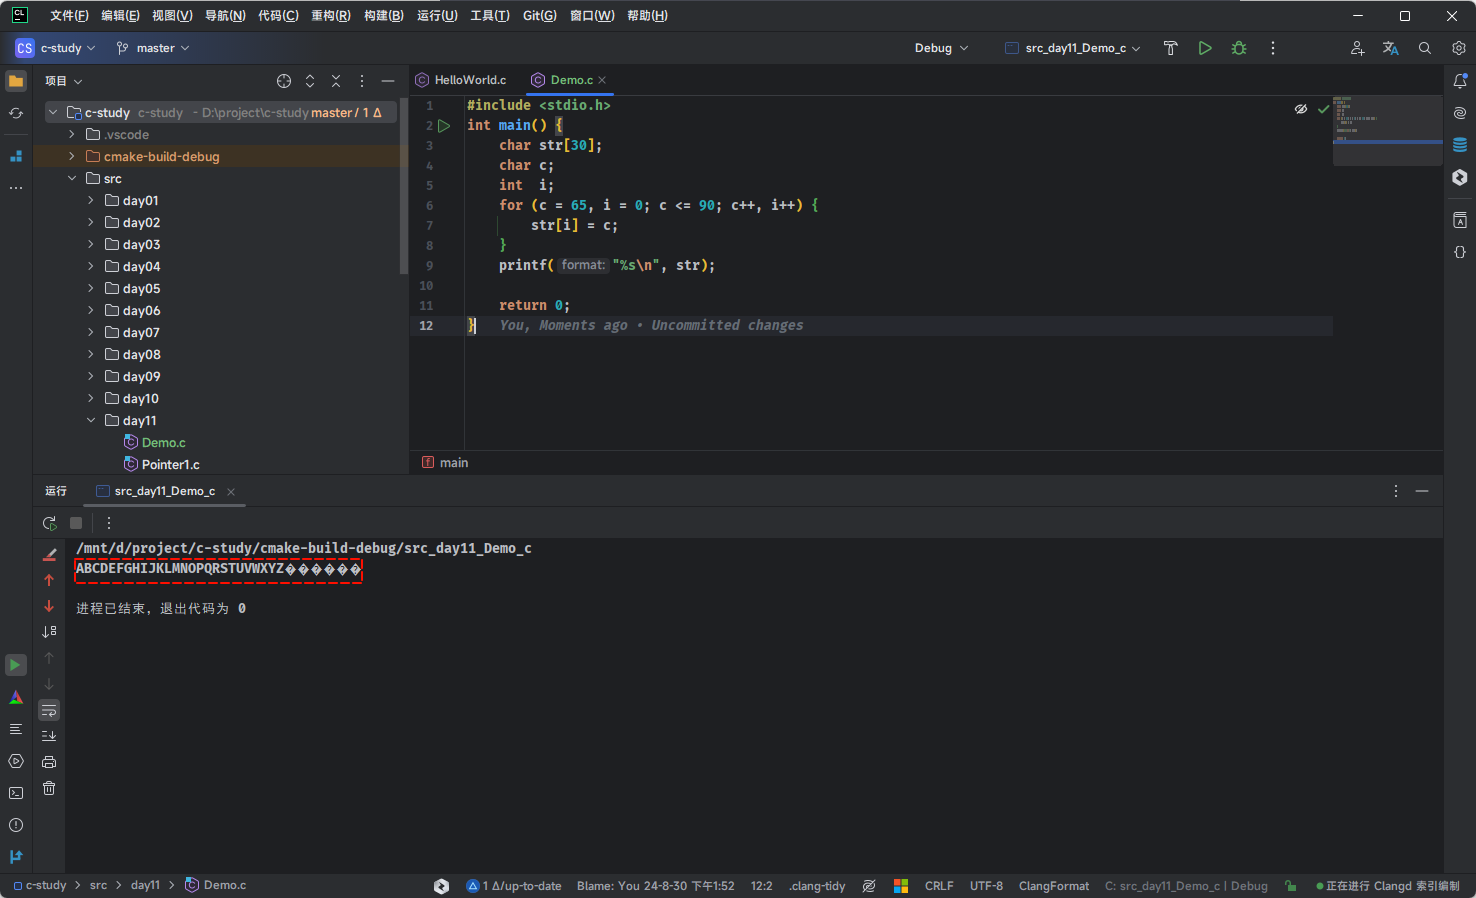 CL 文件(F) 编辑(E) 视图(V) 导航(N) 代码(C) 重构(R) 构建(B) 运行(U) 工具(T) Git(G) 窗口(W) 帮助(H)
CS c-study master Debug src_day11_Demo_c
项目
c-study c-study - D:\project\c-study master / 1 Δ
.vscode
cmake-build-debug
src
day01
day02
day03
day04
day05
day06
day07
day08
day09
day10
day11
Demo.c
Pointer1.c
HelloWorld.c Demo.c
1 #include <stdio.h>
2 int main() {
3 char str[30];
4 char c;
5 int i;
6 for (c = 65, i = 0; c <= 90; c++, i++) {
7 str[i] = c;
8 }
9 printf( format: "%s\n", str);
10
11 return 0;
12 } You, Moments ago • Uncommitted changes
main
运行 src_day11_Demo_c
/mnt/d/project/c-study/cmake-build-debug/src_day11_Demo_c
ABCDEFGHIJKLMNOPQRSTUVWXYZ������
进程已结束，退出代码为 0
c-study > src > day11 > Demo.c 1 Δ/up-to-date Blame: You 24-8-30 下午1:52 12:2 .clang-tidy CRLF UTF-8 ClangFormat C: src_day11_Demo_c | Debug 正在进行 Clangd 索引编制